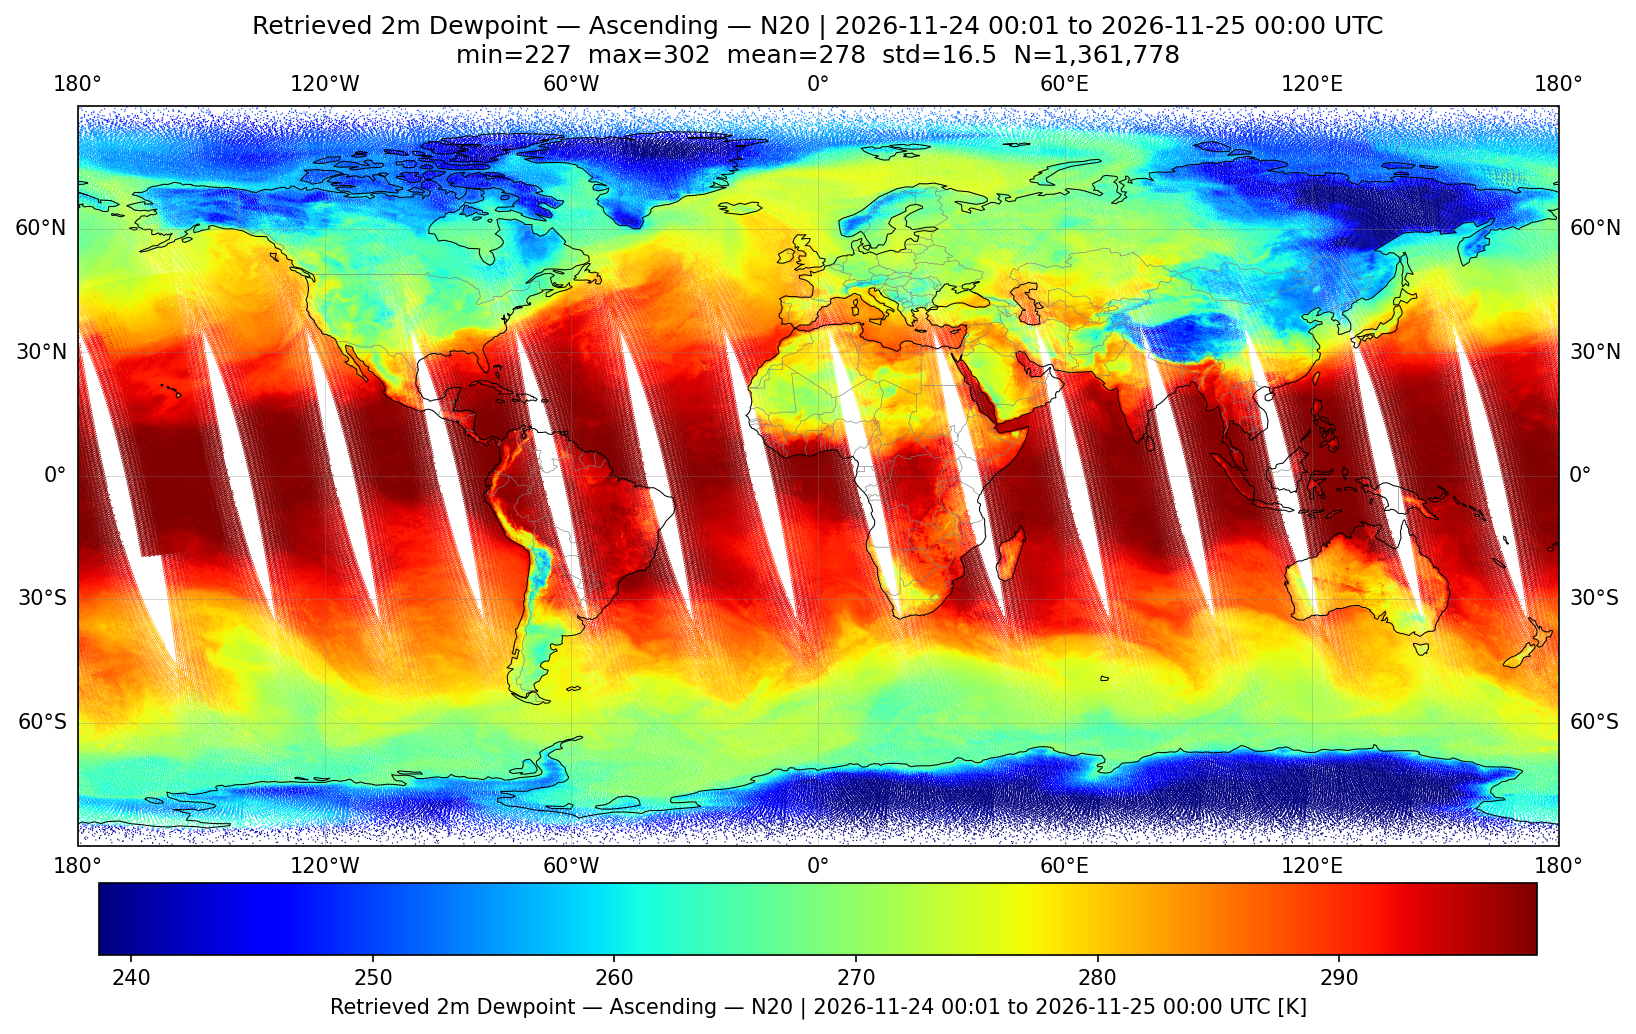 Retrieved 2m Dewpoint — Ascending — N20 | 2026-11-24 00:01 to 2026-11-25 00:00 UTC
min=227  max=302  mean=278  std=16.5  N=1,361,778
180° 120°W 60°W 0° 60°E 120°E 180°
60°N 60°N
30°N 30°N
0° 0°
30°S 30°S
60°S 60°S
180° 120°W 60°W 0° 60°E 120°E 180°
240 250 260 270 280 290
Retrieved 2m Dewpoint — Ascending — N20 | 2026-11-24 00:01 to 2026-11-25 00:00 UTC [K]